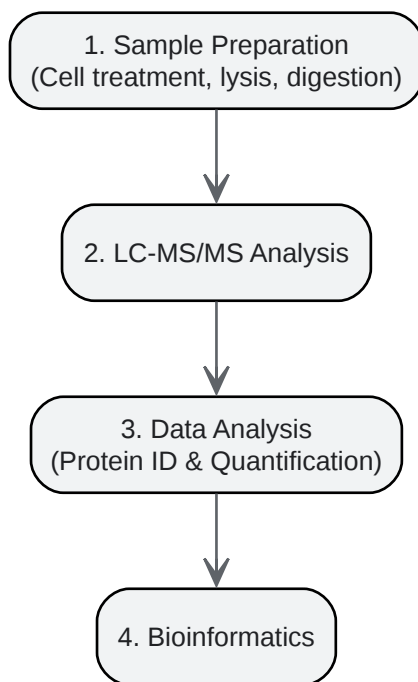 1. Sample Preparation
(Cell treatment, lysis, digestion)
2. LC-MS/MS Analysis
3. Data Analysis
(Protein ID & Quantification)
4. Bioinformatics